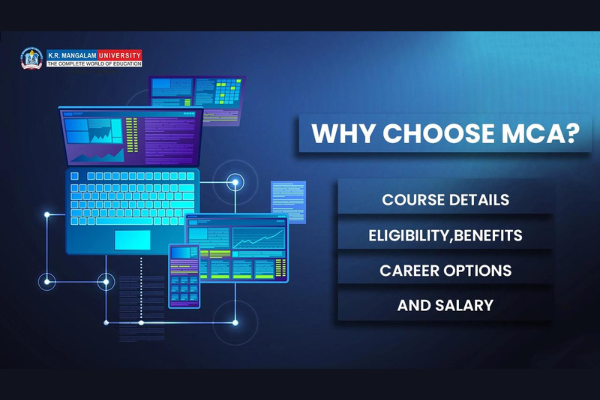 K.R. MANGALAM UNIVERSITY
THE COMPLETE WORLD OF EDUCATION
WHY CHOOSE MCA?
COURSE DETAILS
ELIGIBILITY,BENEFITS
CAREER OPTIONS
AND SALARY